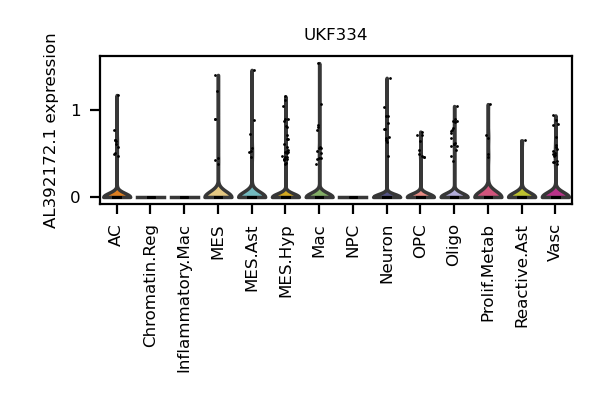 UKF334
AL392172.1 expression
1
0
AC
Chromatin.Reg
Inflammatory.Mac
MES
MES.Ast
MES.Hyp
Mac
NPC
Neuron
OPC
Oligo
Prolif.Metab
Reactive.Ast
Vasc